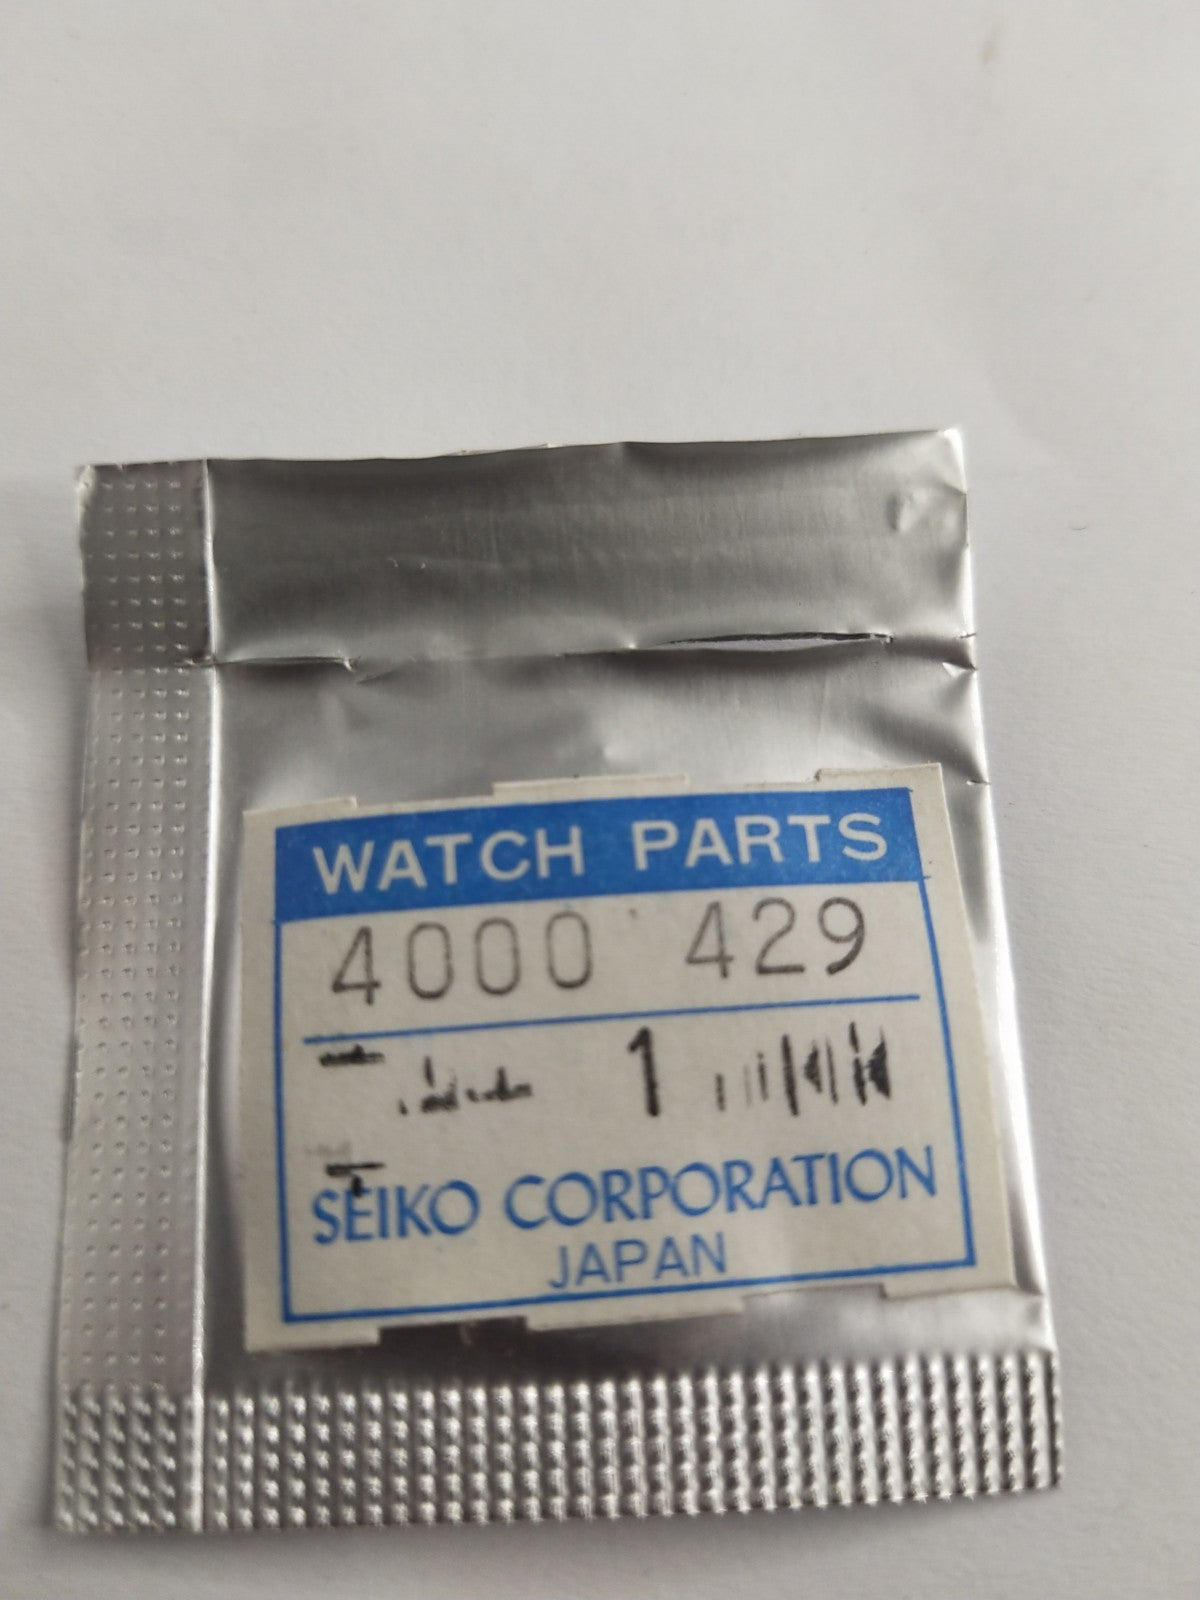 WATCH PARTS
4000 429
1
SEIKO CORPORATION
JAPAN